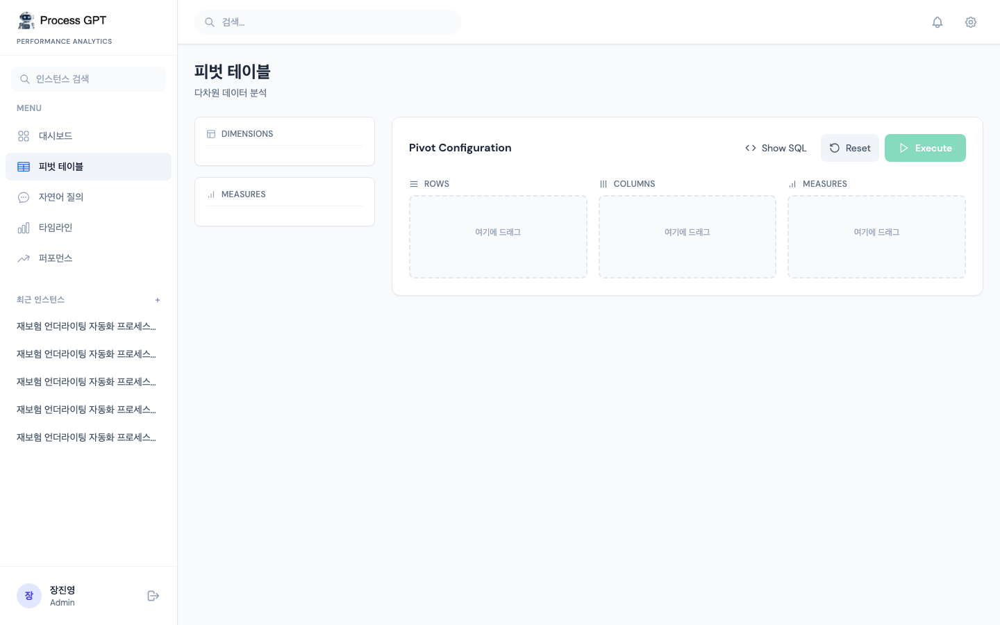 Process GPT
PERFORMANCE ANALYTICS
인스턴스 검색
MENU
대시보드
피벗 테이블
자연어 질의
타임라인
퍼포먼스
최근 인스턴스 +
재보험 언더라이팅 자동화 프로세스...
재보험 언더라이팅 자동화 프로세스...
재보험 언더라이팅 자동화 프로세스...
재보험 언더라이팅 자동화 프로세스...
재보험 언더라이팅 자동화 프로세스...
장
장진영
Admin
검색...
피벗 테이블
다차원 데이터 분석
DIMENSIONS
MEASURES
Pivot Configuration
Show SQL
Reset
Execute
ROWS
여기에 드래그
COLUMNS
여기에 드래그
MEASURES
여기에 드래그